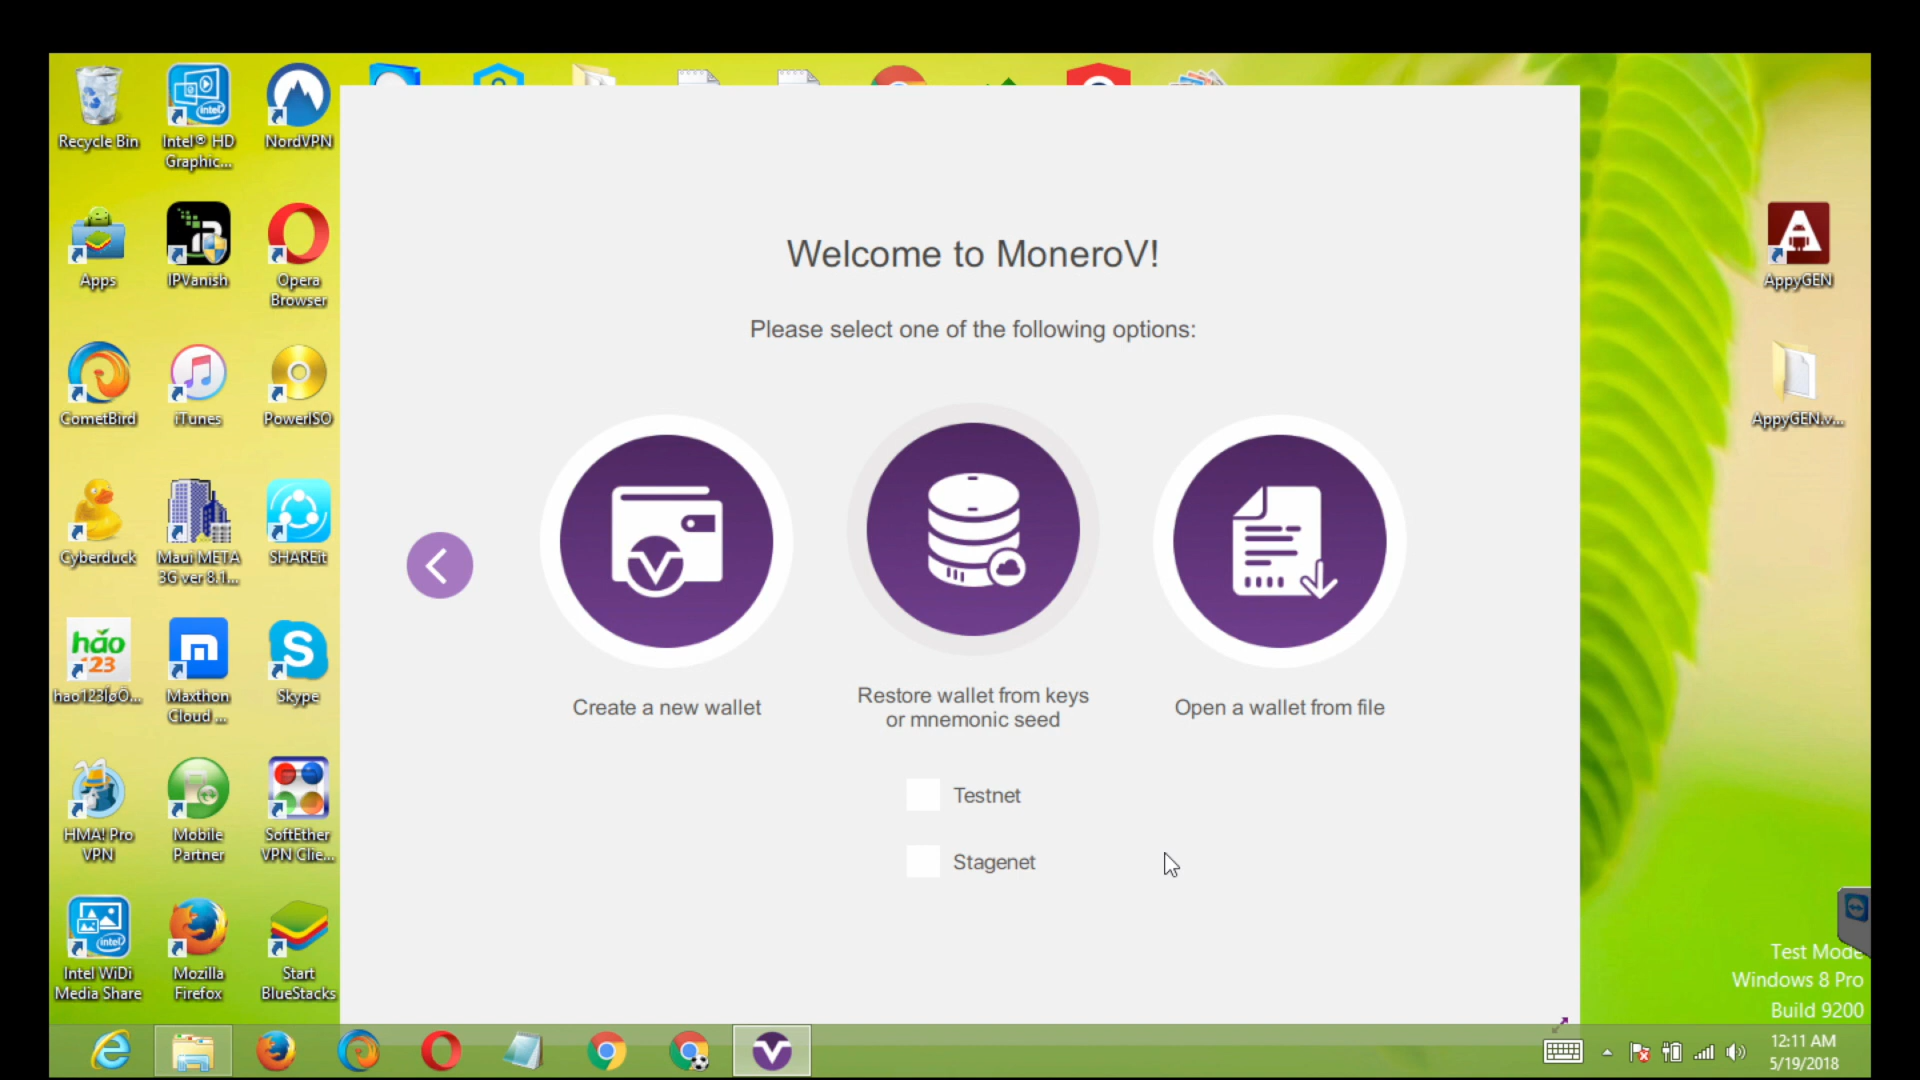 Recycle Bin
Intel® HD
Graphic...
NordVPN
Apps
IPVanish
Opera
Browser
CometBird
iTunes
PowerISO
Cyberduck
Maui META
3G ver 8.1...
SHAREit
hǎo
123
Maxthon
Cloud ...
Skype
HMA! Pro
VPN
Mobile
Partner
SoftEther
VPN Clie...
Intel WiDi
Media Share
Mozilla
Firefox
Start
BlueStacks
Welcome to MoneroV!
Please select one of the following options:
Create a new wallet
Restore wallet from keys
or mnemonic seed
Open a wallet from file
Testnet
Stagenet
AppyGEN
AppyGEN.v...
Test Mode
Windows 8 Pro
Build 9200
12:11 AM
5/19/2018